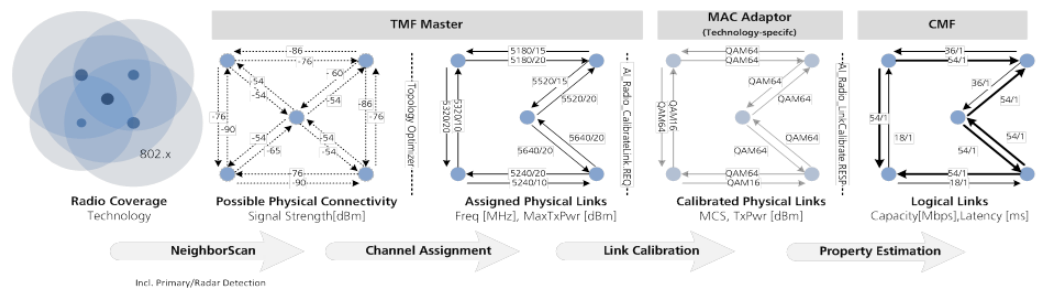 TMF Master
MAC Adaptor
(Technology-specifc)
CMF
802.x
-86
-76
-54
-54
-60
-54
-76
-90
-86
-76
-54
-65
-54
-54
-76
-90
Topology Optimizer
5180/15
5180/20
5520/15
5520/20
5320/20
5320/10
5640/20
5640/20
5240/20
5240/10
AI_Radio_CalibrateLink.REQ
QAM64
QAM64
QAM64
QAM64
QAM64
QAM16
QAM64
QAM64
QAM64
QAM16
AI_Radio_LinkCalibrate.RESP
36/1
54/1
36/1
54/1
54/1
18/1
54/1
54/1
54/1
18/1
Radio Coverage
Technology
Possible Physical Connectivity
Signal Strength[dBm]
Assigned Physical Links
Freq [MHz], MaxTxPwr [dBm]
Calibrated Physical Links
MCS, TxPwr [dBm]
Logical Links
Capacity[Mbps],Latency [ms]
NeighborScan
Channel Assignment
Link Calibration
Property Estimation
Incl. Primary/Radar Detection